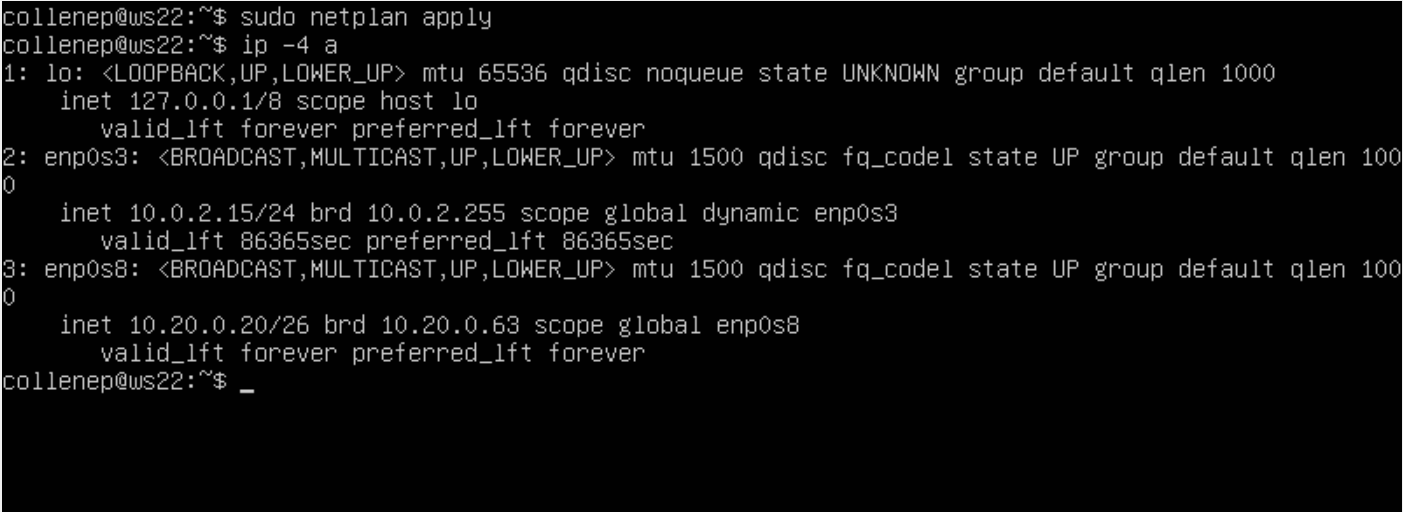 collenep@ws22:~$ sudo netplan apply
collenep@ws22:~$ ip -4 a
1: lo: <LOOPBACK,UP,LOWER_UP> mtu 65536 qdisc noqueue state UNKNOWN group default qlen 1000
    inet 127.0.0.1/8 scope host lo
       valid_lft forever preferred_lft forever
2: enp0s3: <BROADCAST,MULTICAST,UP,LOWER_UP> mtu 1500 qdisc fq_codel state UP group default qlen 100
0
    inet 10.0.2.15/24 brd 10.0.2.255 scope global dynamic enp0s3
       valid_lft 86365sec preferred_lft 86365sec
3: enp0s8: <BROADCAST,MULTICAST,UP,LOWER_UP> mtu 1500 qdisc fq_codel state UP group default qlen 100
0
    inet 10.20.0.20/26 brd 10.20.0.63 scope global enp0s8
       valid_lft forever preferred_lft forever
collenep@ws22:~$ _